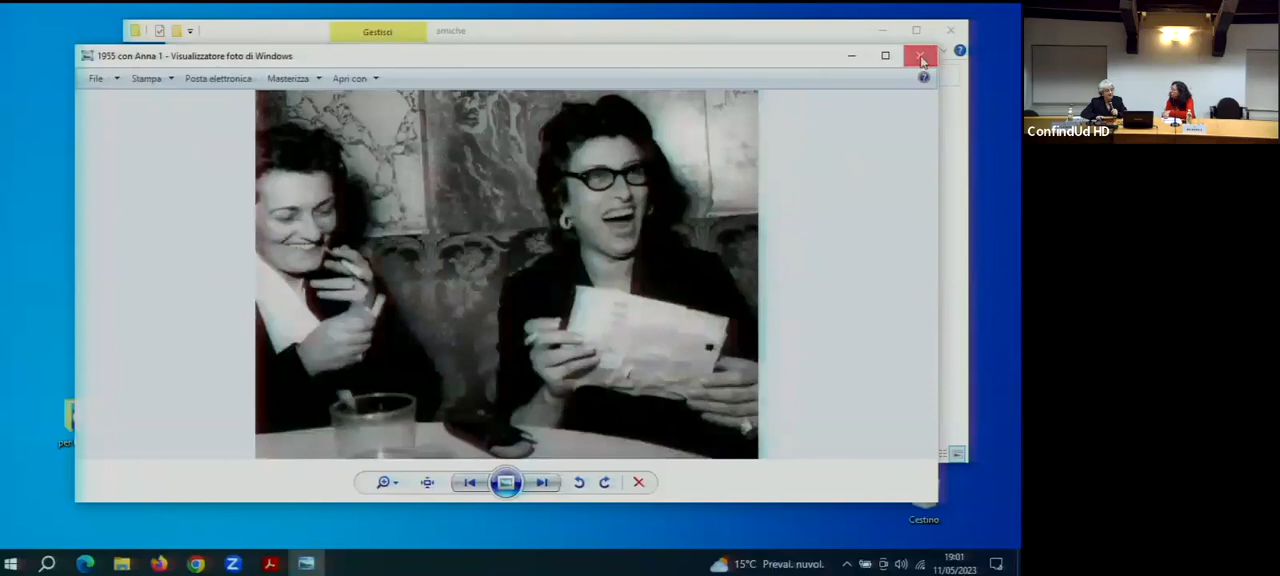 Gestisci
amiche
1955 con Anna 1 - Visualizzatore foto di Windows
File
Stampa
Posta elettronica
Masterizza
Apri con
ConfindUd HD
Cestino
15°C Preval. nuvol.
19:01
11/05/2023